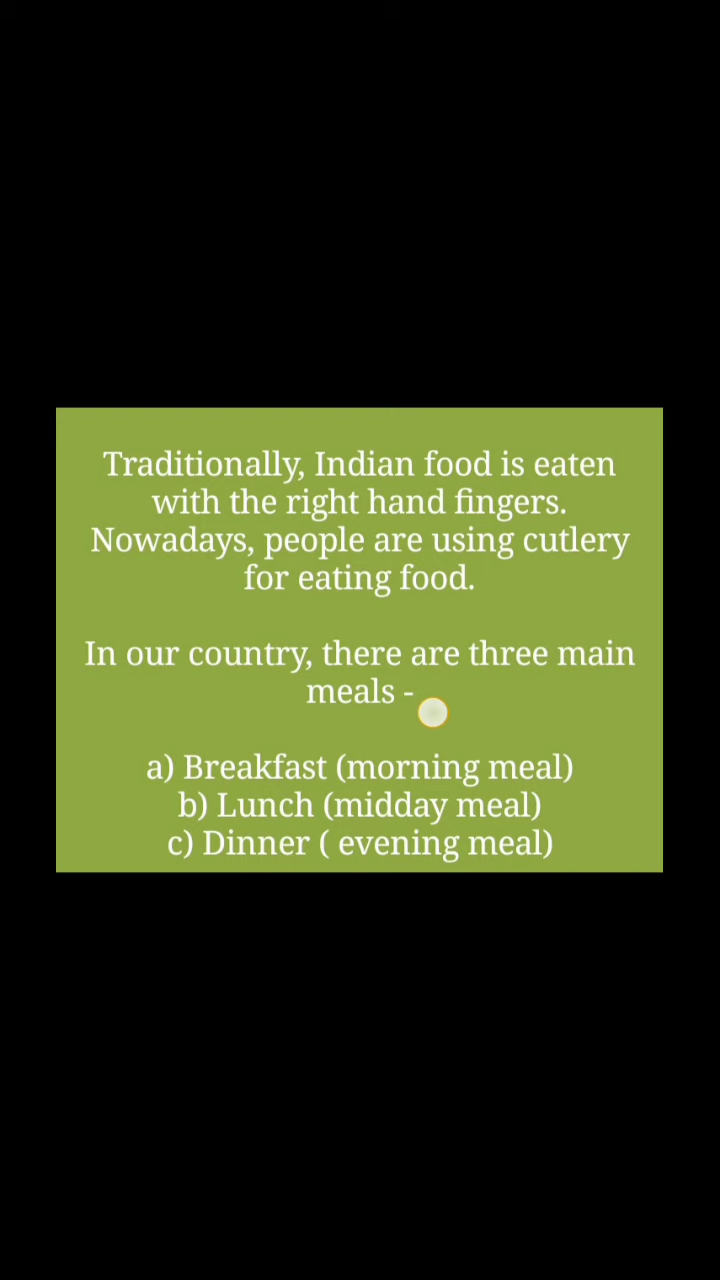 Traditionally, Indian food is eaten
with the right hand fingers.
Nowadays, people are using cutlery
for eating food.
In our country, there are three main
meals -
a) Breakfast (morning meal)
b) Lunch (midday meal)
c) Dinner ( evening meal)